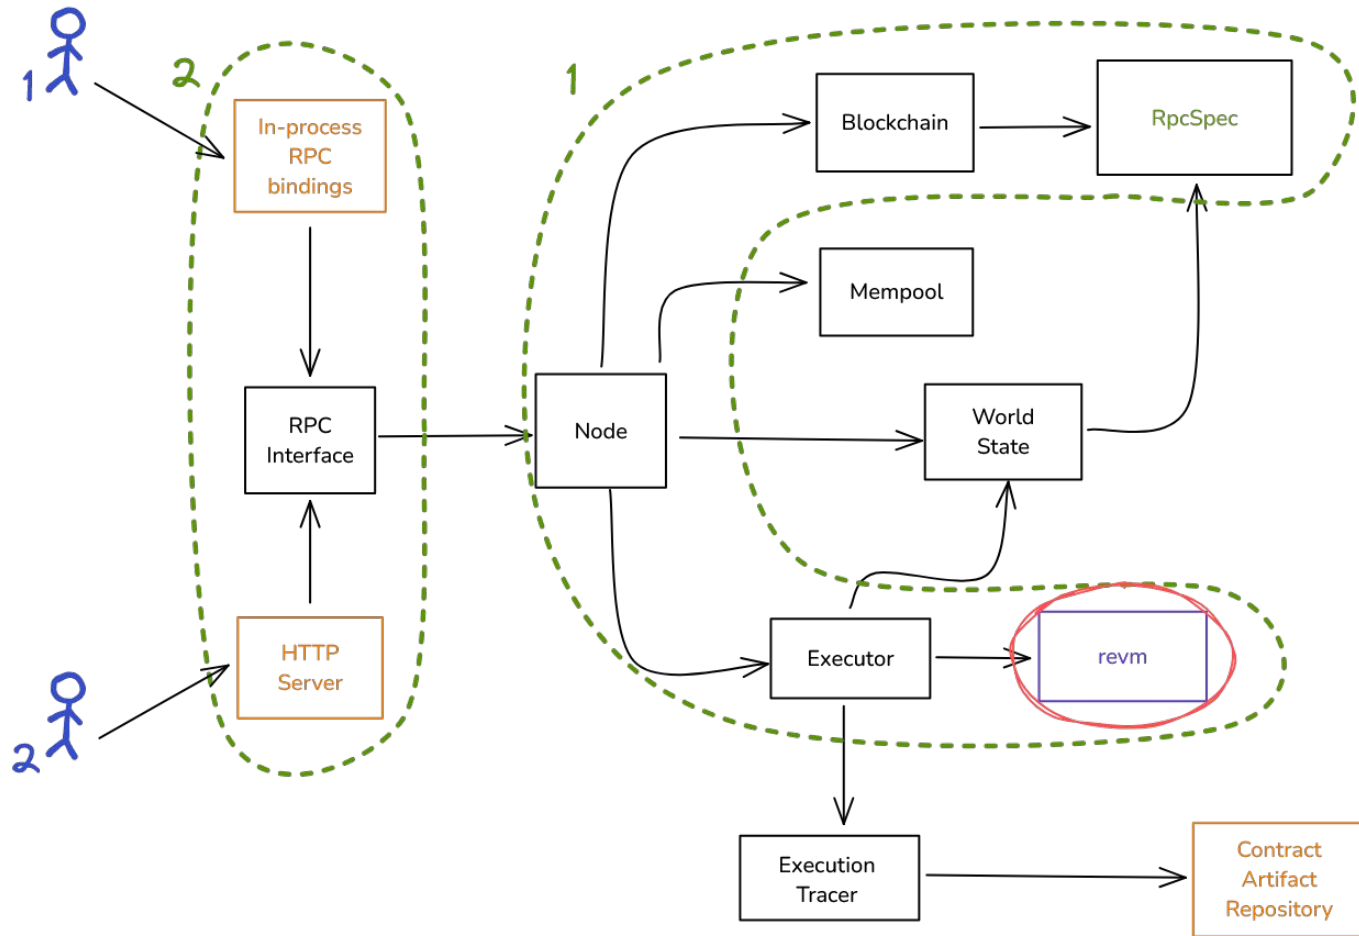 1
2
In-process
RPC
bindings
1
Blockchain
RpcSpec
Mempool
RPC
Interface
Node
World
State
HTTP
Server
Executor
revm
2
Execution
Tracer
Contract
Artifact
Repository